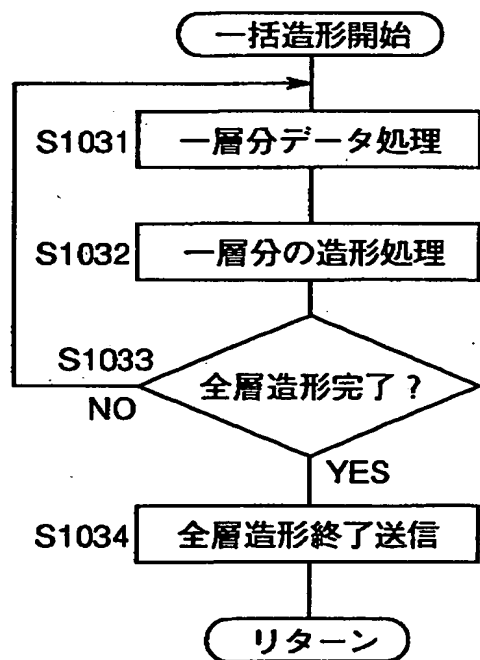 一括造形開始
S1031
一層分データ処理
S1032
一層分の造形処理
S1033
全層造形完了?
NO
YES
S1034
全層造形終了送信
リターン